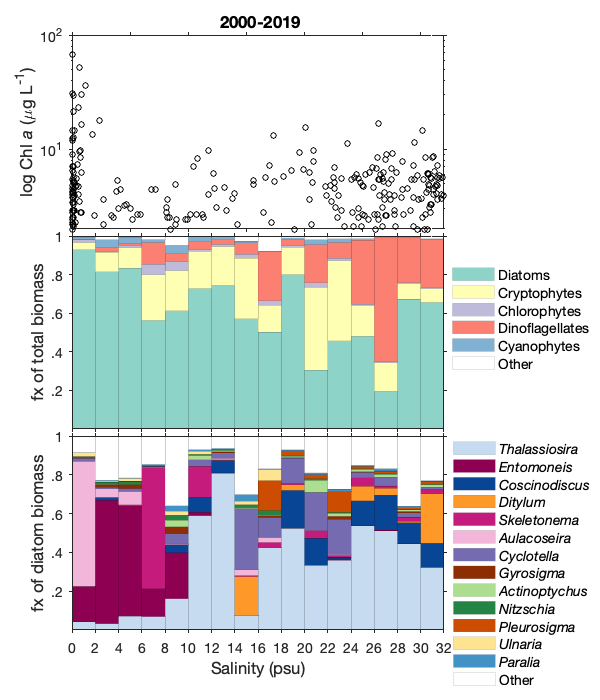 2000-2019
log Chl a (μg L⁻¹)
10²
10¹
fx of total biomass
1
.8
.6
.4
.2
Diatoms
Cryptophytes
Chlorophytes
Dinoflagellates
Cyanophytes
Other
fx of diatom biomass
1
.8
.6
.4
.2
0 2 4 6 8 10 12 14 16 18 20 22 24 26 28 30 32
Salinity (psu)
Thalassiosira
Entomoneis
Coscinodiscus
Ditylum
Skeletonema
Aulacoseira
Cyclotella
Gyrosigma
Actinoptychus
Nitzschia
Pleurosigma
Ulnaria
Paralia
Other